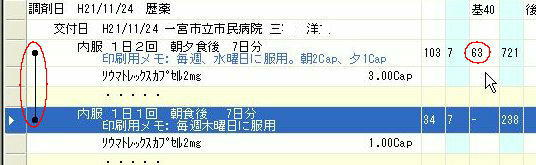 調剤日 H21/11/24 歴薬 基40 後
交付日 H21/11/24 一宮市立市民病院 三 洋
内服 1日2回 朝夕食後 7日分 103 7 63 721
印刷用メモ: 毎週、水曜日に服用。朝2Cap、夕1Cap
ﾘｳﾏﾄﾚｯｸｽｶﾌﾟｾﾙ2mg 3.00Cap
・・・・・
内服 1日1回 朝食後 7日分 34 7 - 238
印刷用メモ: 毎週木曜日に服用
ﾘｳﾏﾄﾚｯｸｽｶﾌﾟｾﾙ2mg 1.00Cap
・・・・・